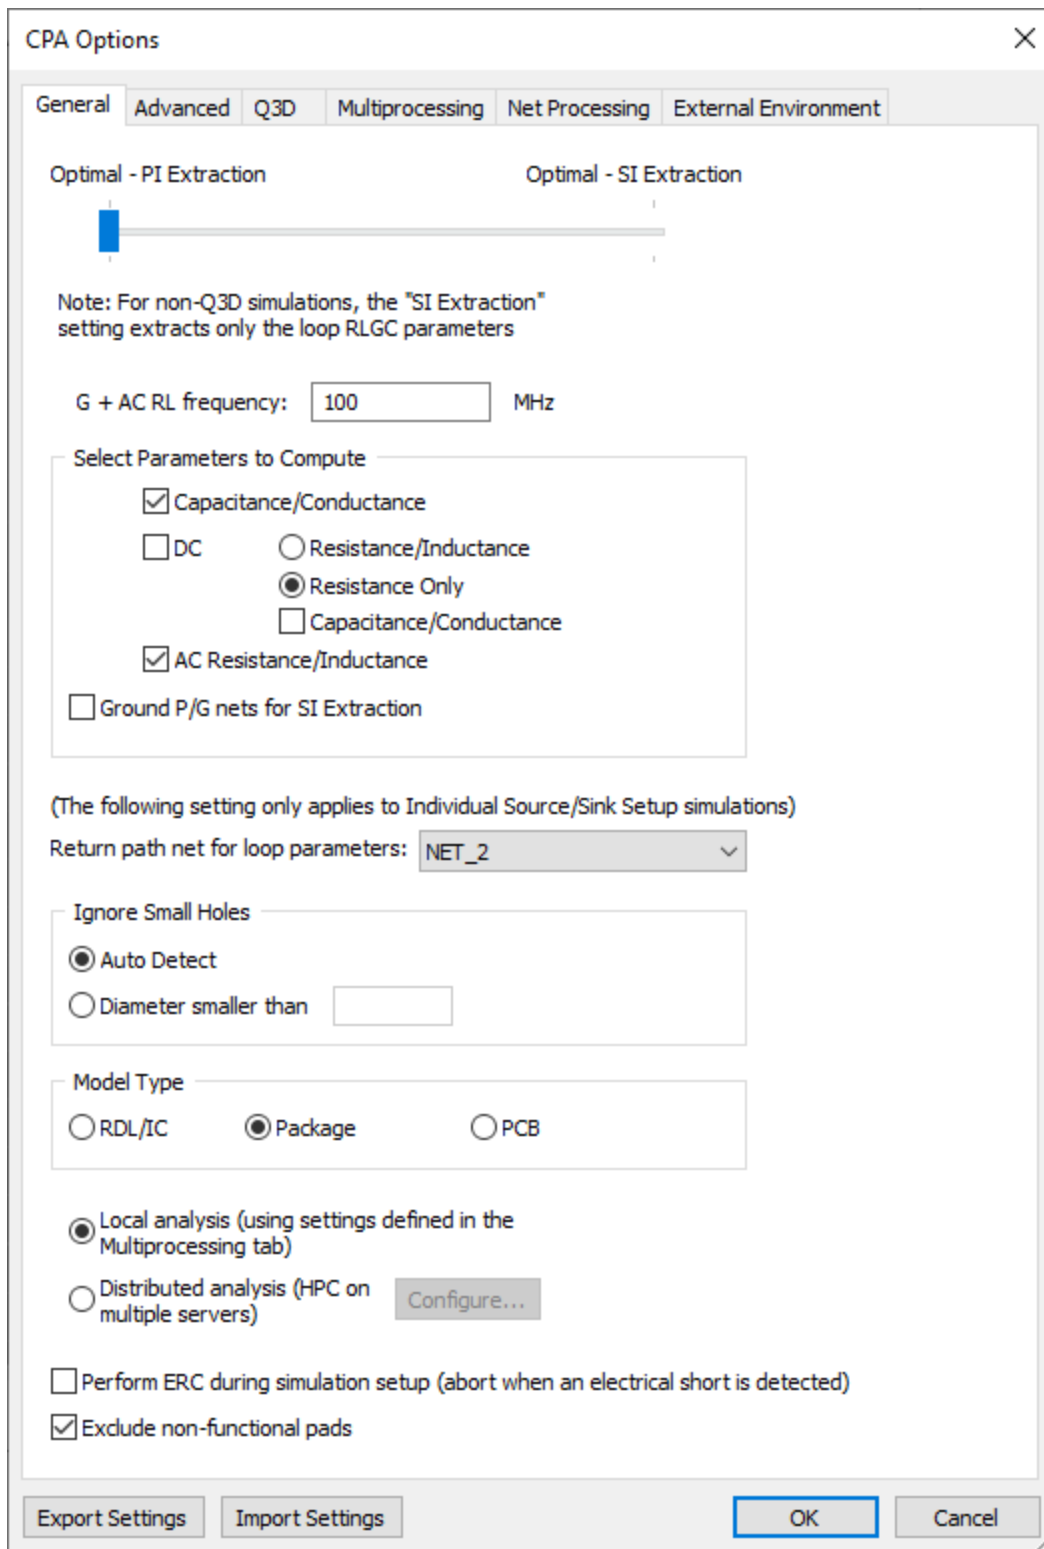 CPA Options
General Advanced Q3D Multiprocessing Net Processing External Environment
Optimal - PI Extraction Optimal - SI Extraction
Note: For non-Q3D simulations, the "SI Extraction"
setting extracts only the loop RLGC parameters
G + AC RL frequency: 100 MHz
Select Parameters to Compute
Capacitance/Conductance
DC Resistance/Inductance
Resistance Only
Capacitance/Conductance
AC Resistance/Inductance
Ground P/G nets for SI Extraction
(The following setting only applies to Individual Source/Sink Setup simulations)
Return path net for loop parameters: NET_2
Ignore Small Holes
Auto Detect
Diameter smaller than
Model Type
RDL/IC Package PCB
Local analysis (using settings defined in the
Multiprocessing tab)
Distributed analysis (HPC on
multiple servers) Configure...
Perform ERC during simulation setup (abort when an electrical short is detected)
Exclude non-functional pads
Export Settings Import Settings OK Cancel